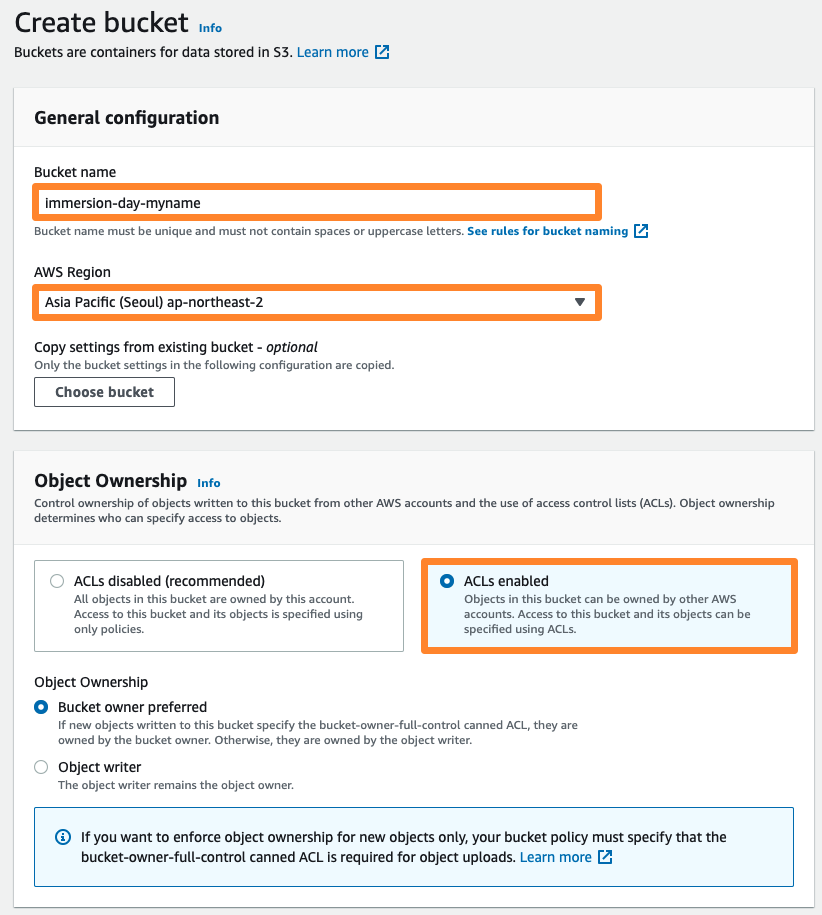 Create bucket Info
Buckets are containers for data stored in S3. Learn more
General configuration
Bucket name
immersion-day-myname
Bucket name must be unique and must not contain spaces or uppercase letters. See rules for bucket naming
AWS Region
Asia Pacific (Seoul) ap-northeast-2
Copy settings from existing bucket - optional
Only the bucket settings in the following configuration are copied.
Choose bucket
Object Ownership Info
Control ownership of objects written to this bucket from other AWS accounts and the use of access control lists (ACLs). Object ownership
determines who can specify access to objects.
ACLs disabled (recommended)
All objects in this bucket are owned by this account.
Access to this bucket and its objects is specified using
only policies.
ACLs enabled
Objects in this bucket can be owned by other AWS
accounts. Access to this bucket and its objects can be
specified using ACLs.
Object Ownership
Bucket owner preferred
If new objects written to this bucket specify the bucket-owner-full-control canned ACL, they are
owned by the bucket owner. Otherwise, they are owned by the object writer.
Object writer
The object writer remains the object owner.
If you want to enforce object ownership for new objects only, your bucket policy must specify that the
bucket-owner-full-control canned ACL is required for object uploads. Learn more